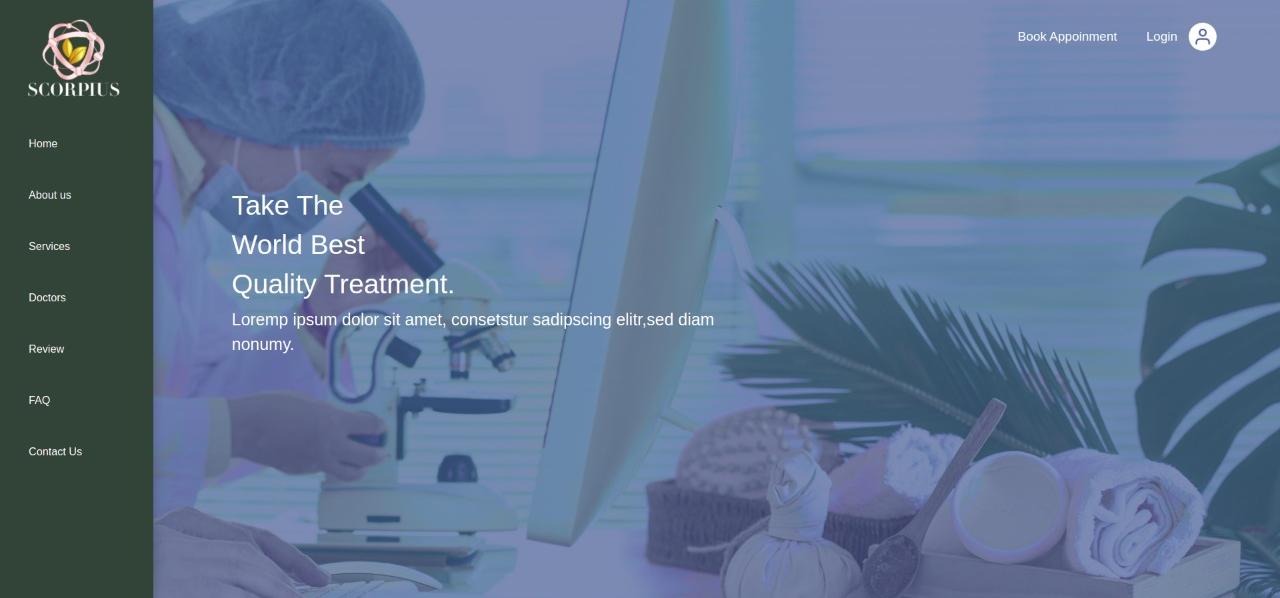 SCORPIUS
Book Appoinment
Login
Home
About us
Services
Doctors
Review
FAQ
Contact Us
Take The
World Best
Quality Treatment.
Loremp ipsum dolor sit amet, consetstur sadipscing elitr,sed diam
nonumy.